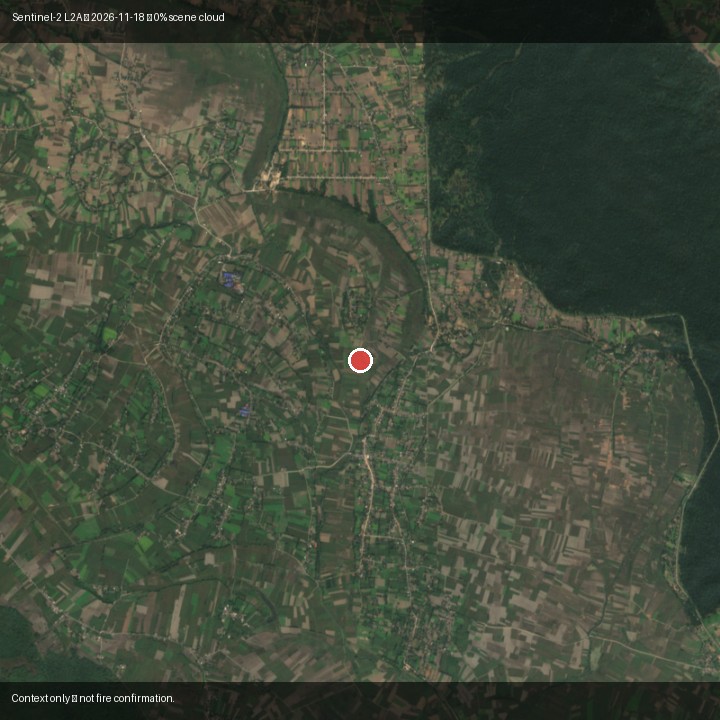 Sentinel-2 L2A▯2026-11-18▯0% scene cloud
Context only▯not fire confirmation.